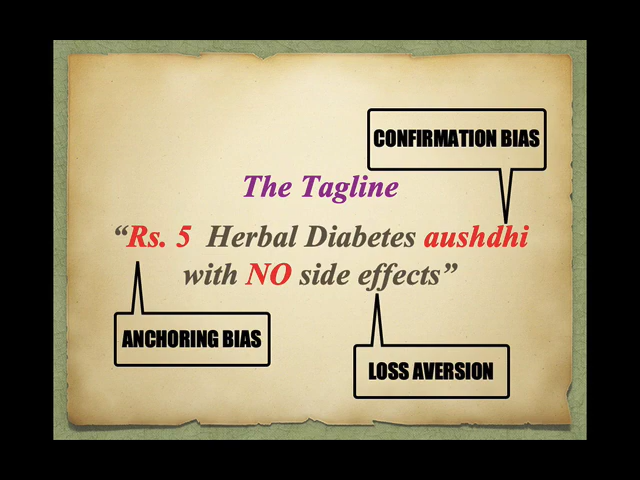 CONFIRMATION BIAS
The Tagline
“Rs. 5 Herbal Diabetes aushdhi
with NO side effects”
ANCHORING BIAS
LOSS AVERSION